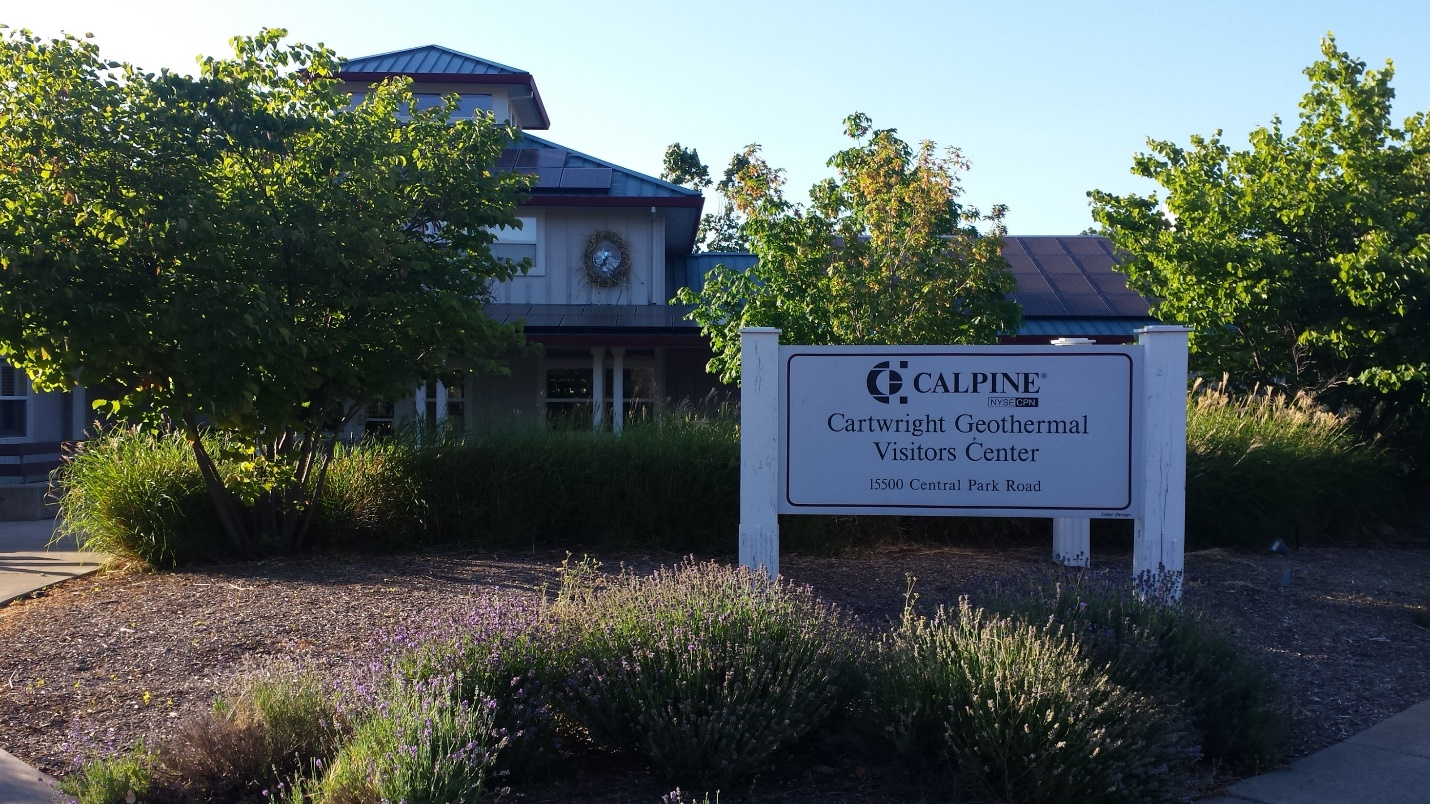 CALPINE®
NYSE CPN
Cartwright Geothermal
Visitors Center
15500 Central Park Road